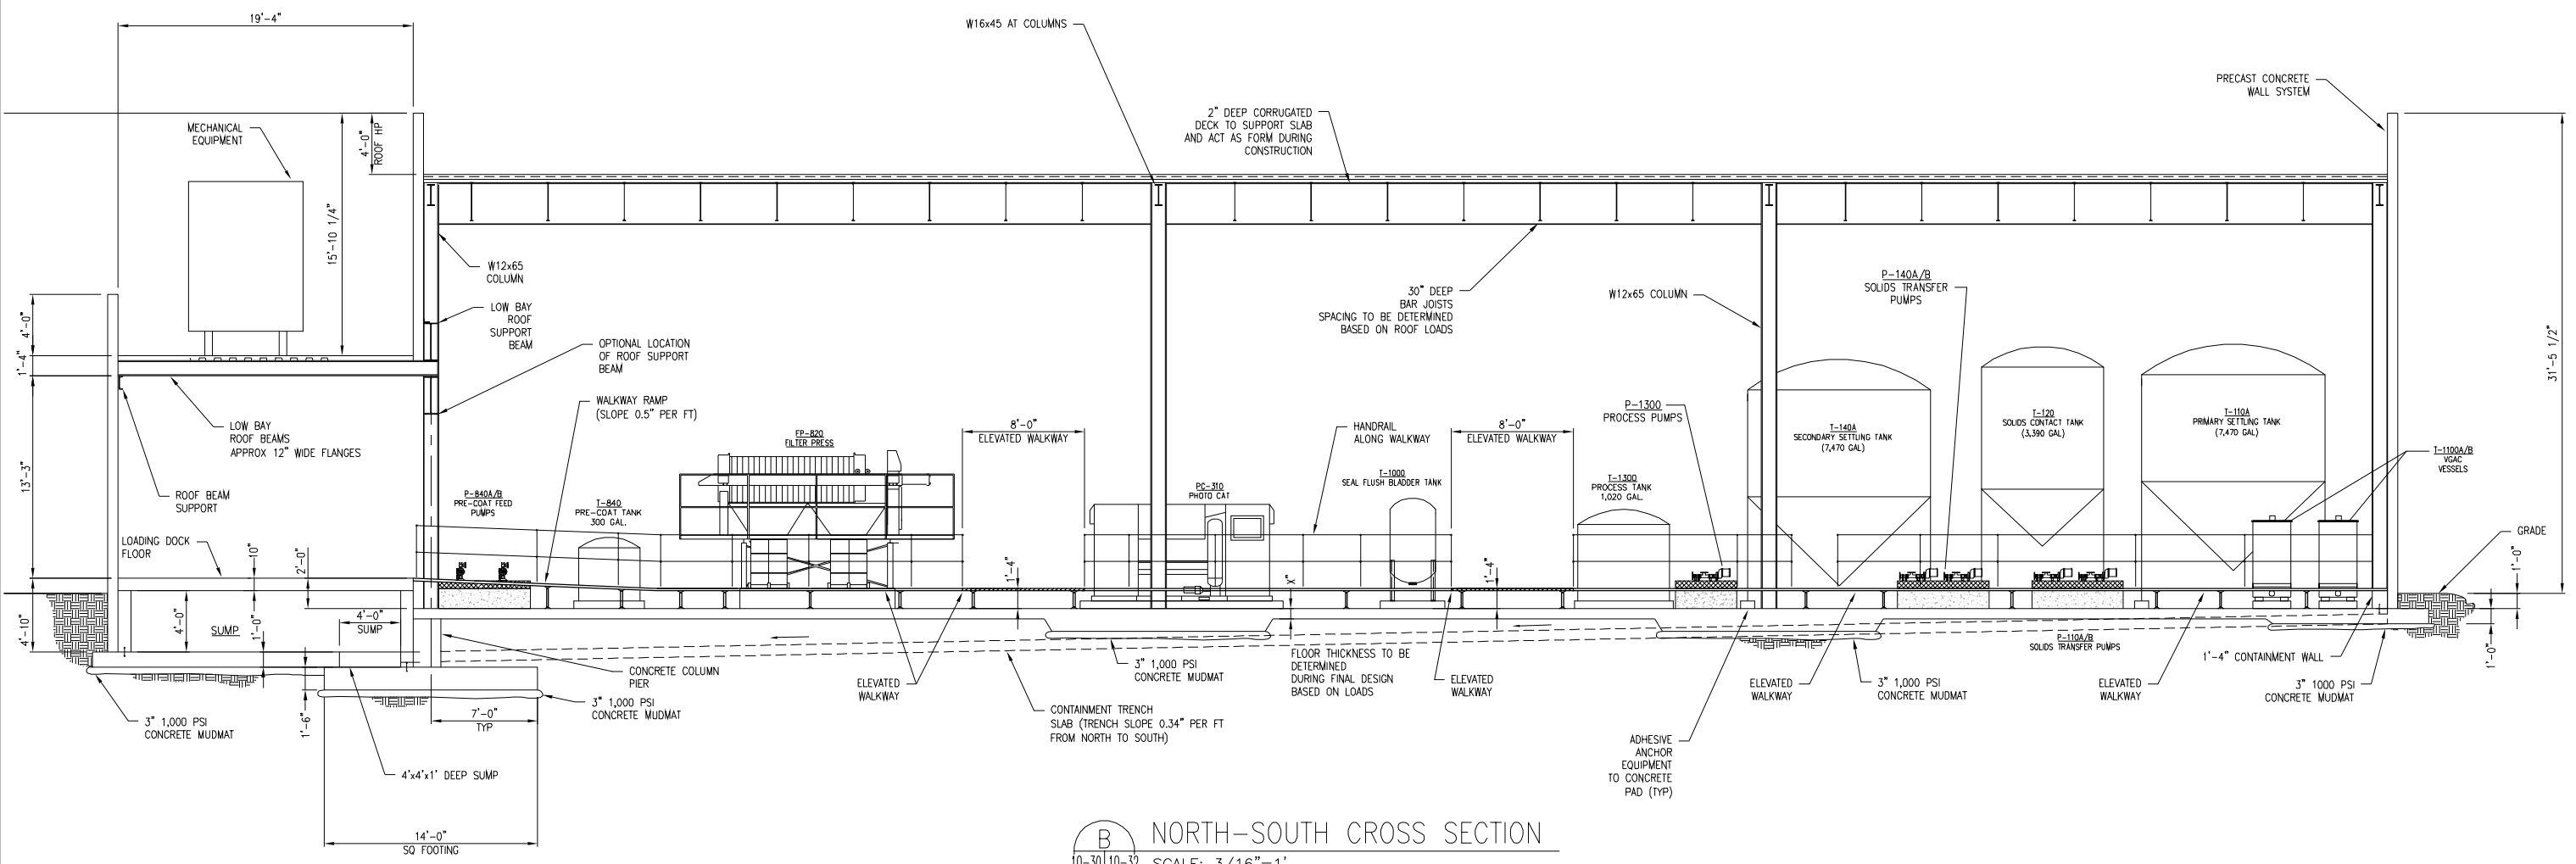 19'-4"
W16x45 AT COLUMNS
PRECAST CONCRETE
WALL SYSTEM
MECHANICAL
EQUIPMENT
4'-0"
ROOF HP
2" DEEP CORRUGATED
DECK TO SUPPORT SLAB
AND ACT AS FORM DURING
CONSTRUCTION
15'-10 1/4"
W12x65
COLUMN
LOW BAY
ROOF
SUPPORT
BEAM
OPTIONAL LOCATION
OF ROOF SUPPORT
BEAM
30" DEEP
BAR JOISTS
SPACING TO BE DETERMINED
BASED ON ROOF LOADS
W12x65 COLUMN
P-140A/B
SOLIDS TRANSFER
PUMPS
31'-5 1/2"
4'-0"
1'-4"
13'-3"
WALKWAY RAMP
(SLOPE 0.5" PER FT)
LOW BAY
ROOF BEAMS
APPROX 12" WIDE FLANGES
ROOF BEAM
SUPPORT
FP-820
FILTER PRESS
8'-0"
ELEVATED WALKWAY
HANDRAIL
ALONG WALKWAY
8'-0"
ELEVATED WALKWAY
P-1300
PROCESS PUMPS
T-140A
SECONDARY SETTLING TANK
(7,470 GAL)
T-120
SOLIDS CONTACT TANK
(3,390 GAL)
T-110A
PRIMARY SETTLING TANK
(7,470 GAL)
T-1100A/B
VGAC
VESSELS
P-840A/B
PRE-COAT FEED
PUMPS
T-840
PRE-COAT TANK
300 GAL.
PC-310
PHOTO CAT
T-1000
SEAL FLUSH BLADDER TANK
T-1300
PROCESS TANK
1,020 GAL.
GRADE
LOADING DOCK
FLOOR
10"
2'-0"
1'-4"
X"
1'-4"
1'-0"
4'-10"
4'-0"
SUMP
1'-0"
4'-0"
SUMP
1'-6"
7'-0"
TYP
CONCRETE COLUMN
PIER
3" 1,000 PSI
CONCRETE MUDMAT
3" 1,000 PSI
CONCRETE MUDMAT
4'x4'x1' DEEP SUMP
14'-0"
SQ FOOTING
ELEVATED
WALKWAY
CONTAINMENT TRENCH
SLAB (TRENCH SLOPE 0.34" PER FT
FROM NORTH TO SOUTH)
3" 1,000 PSI
CONCRETE MUDMAT
FLOOR THICKNESS TO BE
DETERMINED
DURING FINAL DESIGN
BASED ON LOADS
ELEVATED
WALKWAY
ADHESIVE
ANCHOR
EQUIPMENT
TO CONCRETE
PAD (TYP)
ELEVATED
WALKWAY
3" 1,000 PSI
CONCRETE MUDMAT
P-110A/B
SOLIDS TRANSFER PUMPS
ELEVATED
WALKWAY
1'-4" CONTAINMENT WALL
3" 1000 PSI
CONCRETE MUDMAT
1'-0"
B
10-30 10-32
NORTH-SOUTH CROSS SECTION
SCALE: 3/16"=1'